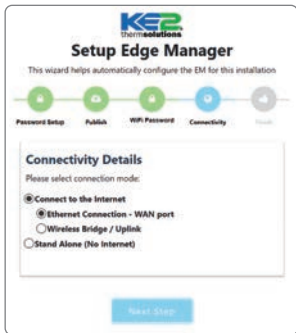 KE2
thermsolutions
Setup Edge Manager
This wizard helps automatically configure the EM for this installation
Password Setup Publish WiFi Password Connectivity Finish
Connectivity Details
Please select connection mode:
Connect to the Internet
Ethernet Connection - WAN port
Wireless Bridge / Uplink
Stand Alone (No Internet)
Next Step